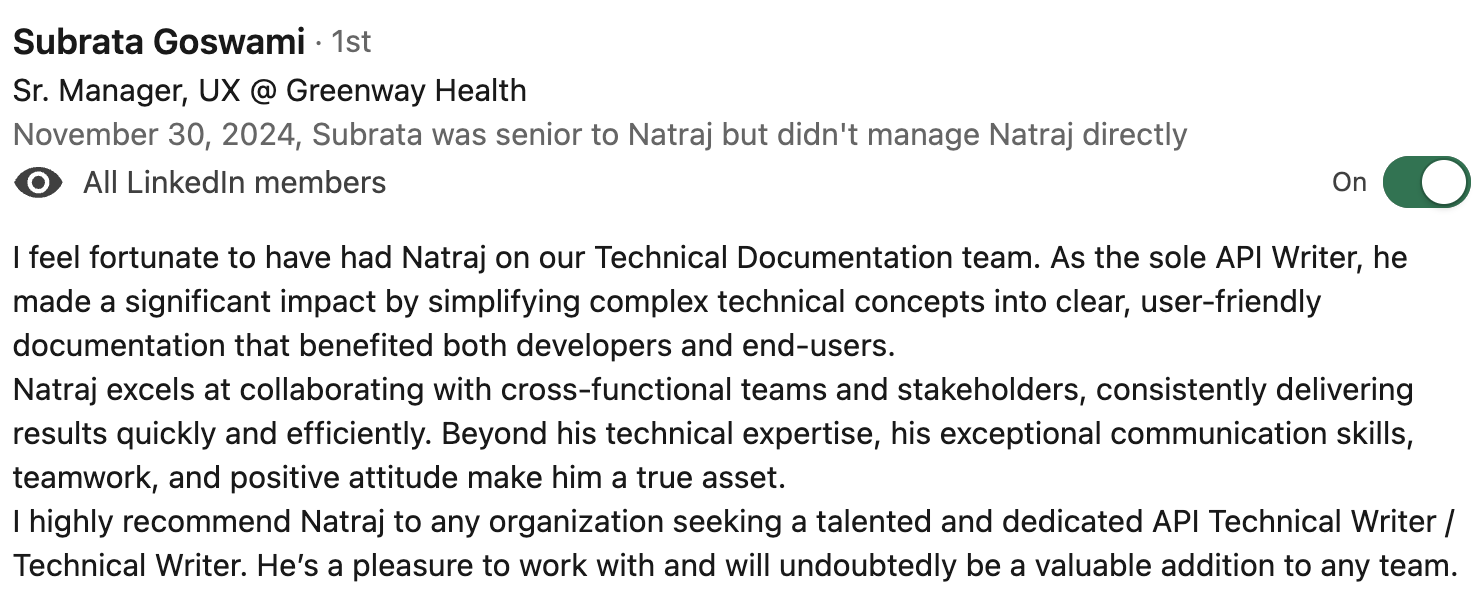 Subrata Goswami · 1st
Sr. Manager, UX @ Greenway Health
November 30, 2024, Subrata was senior to Natraj but didn't manage Natraj directly
All LinkedIn members
On
I feel fortunate to have had Natraj on our Technical Documentation team. As the sole API Writer, he
made a significant impact by simplifying complex technical concepts into clear, user-friendly
documentation that benefited both developers and end-users.
Natraj excels at collaborating with cross-functional teams and stakeholders, consistently delivering
results quickly and efficiently. Beyond his technical expertise, his exceptional communication skills,
teamwork, and positive attitude make him a true asset.
I highly recommend Natraj to any organization seeking a talented and dedicated API Technical Writer /
Technical Writer. He’s a pleasure to work with and will undoubtedly be a valuable addition to any team.